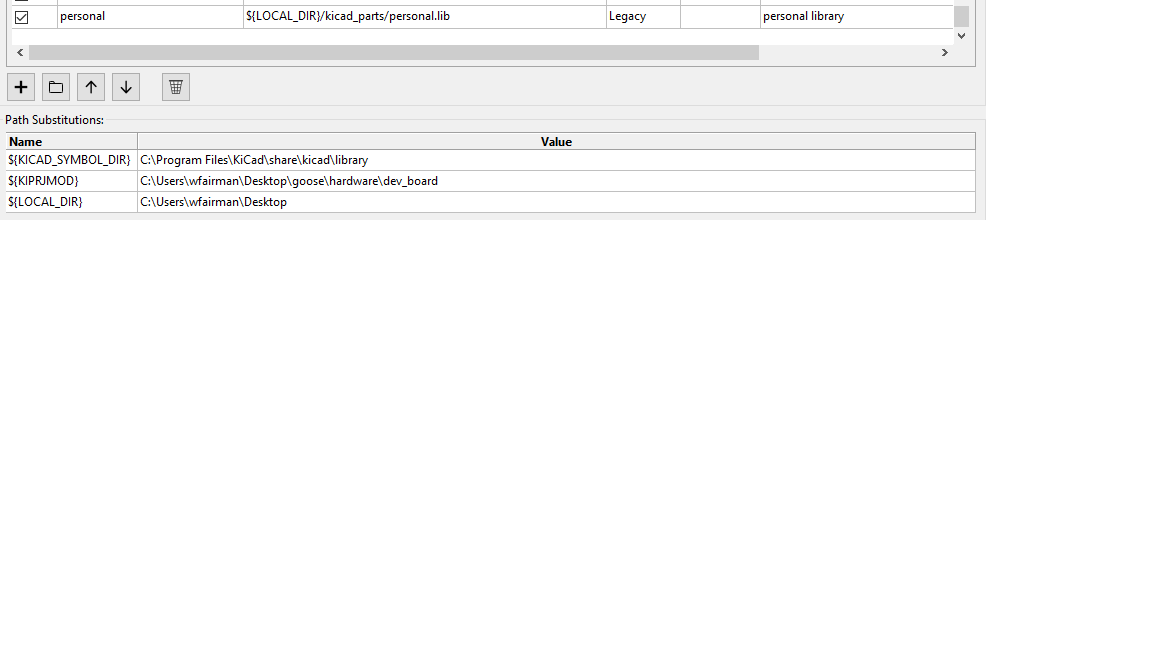 personal ${LOCAL_DIR}/kicad_parts/personal.lib Legacy personal library
Path Substitutions:
Name Value
${KICAD_SYMBOL_DIR} C:\Program Files\KiCad\share\kicad\library
${KIPRJMOD} C:\Users\wfairman\Desktop\goose\hardware\dev_board
${LOCAL_DIR} C:\Users\wfairman\Desktop